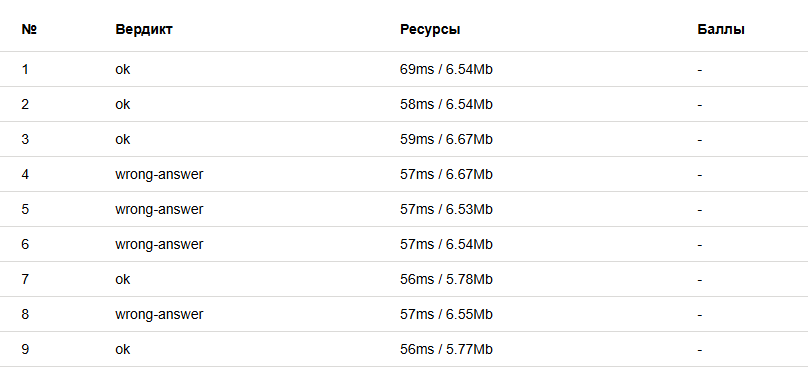 № Вердикт Ресурсы Баллы
1 ok 69ms / 6.54Mb -
2 ok 58ms / 6.54Mb -
3 ok 59ms / 6.67Mb -
4 wrong-answer 57ms / 6.67Mb -
5 wrong-answer 57ms / 6.53Mb -
6 wrong-answer 57ms / 6.54Mb -
7 ok 56ms / 5.78Mb -
8 wrong-answer 57ms / 6.55Mb -
9 ok 56ms / 5.77Mb -